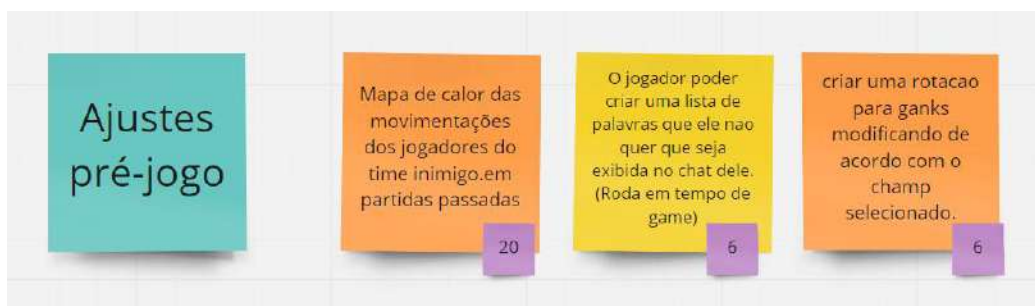 Ajustes
pré-jogo
Mapa de calor das
movimentações
dos jogadores do
time inimigo.em
partidas passadas
20
O jogador poder
criar uma lista de
palavras que ele nao
quer que seja
exibida no chat dele.
(Roda em tempo de
game)
6
criar uma rotacao
para ganks
modificando de
acordo com o
champ
selecionado.
6